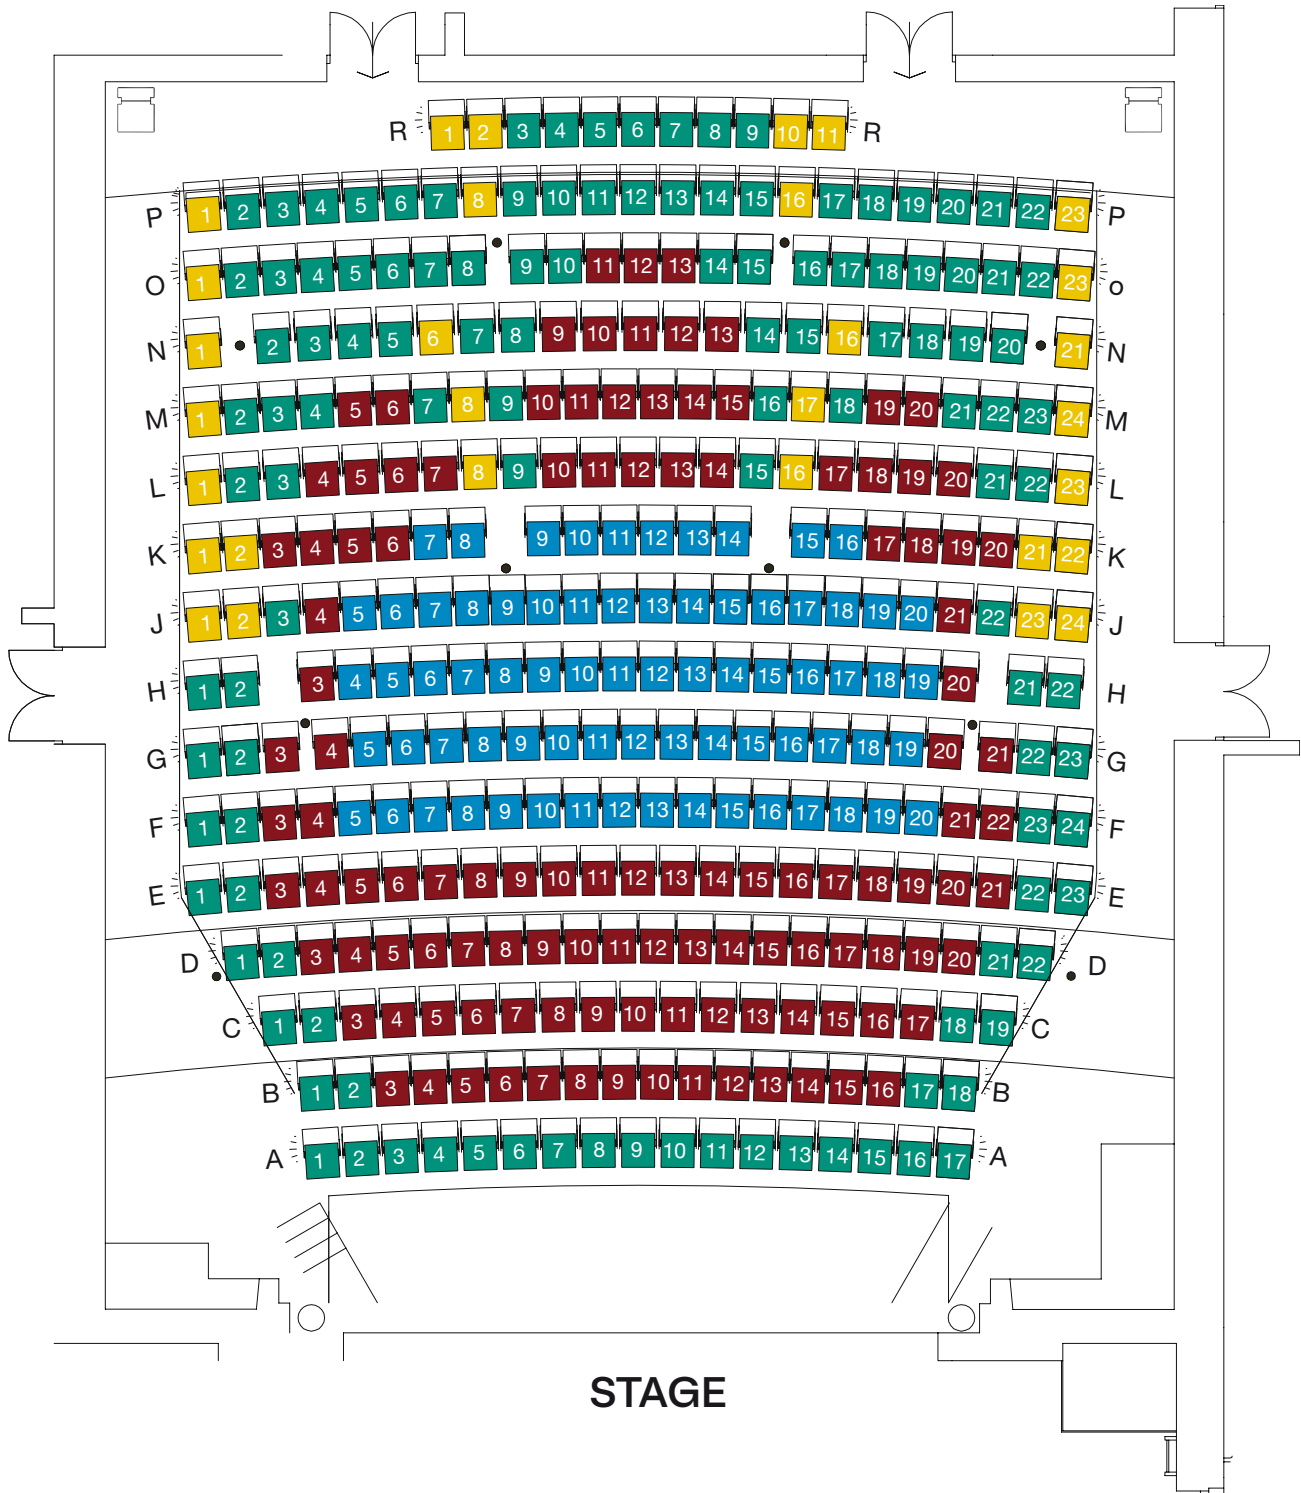 R 1 2 3 4 5 6 7 8 9 10 11 R
P 1 2 3 4 5 6 7 8 9 10 11 12 13 14 15 16 17 18 19 20 21 22 23 P
O 1 2 3 4 5 6 7 8 9 10 11 12 13 14 15 16 17 18 19 20 21 22 23 o
N 1 2 3 4 5 6 7 8 9 10 11 12 13 14 15 16 17 18 19 20 21 N
M 1 2 3 4 5 6 7 8 9 10 11 12 13 14 15 16 17 18 19 20 21 22 23 24 M
L 1 2 3 4 5 6 7 8 9 10 11 12 13 14 15 16 17 18 19 20 21 22 23 L
K 1 2 3 4 5 6 7 8 9 10 11 12 13 14 15 16 17 18 19 20 21 22 K
J 1 2 3 4 5 6 7 8 9 10 11 12 13 14 15 16 17 18 19 20 21 22 23 24 J
H 1 2 3 4 5 6 7 8 9 10 11 12 13 14 15 16 17 18 19 20 21 22 H
G 1 2 3 4 5 6 7 8 9 10 11 12 13 14 15 16 17 18 19 20 21 22 23 G
F 1 2 3 4 5 6 7 8 9 10 11 12 13 14 15 16 17 18 19 20 21 22 23 24 F
E 1 2 3 4 5 6 7 8 9 10 11 12 13 14 15 16 17 18 19 20 21 22 23 E
D 1 2 3 4 5 6 7 8 9 10 11 12 13 14 15 16 17 18 19 20 21 22 D
C 1 2 3 4 5 6 7 8 9 10 11 12 13 14 15 16 17 18 19 C
B 1 2 3 4 5 6 7 8 9 10 11 12 13 14 15 16 17 18 B
A 1 2 3 4 5 6 7 8 9 10 11 12 13 14 15 16 17 A
STAGE